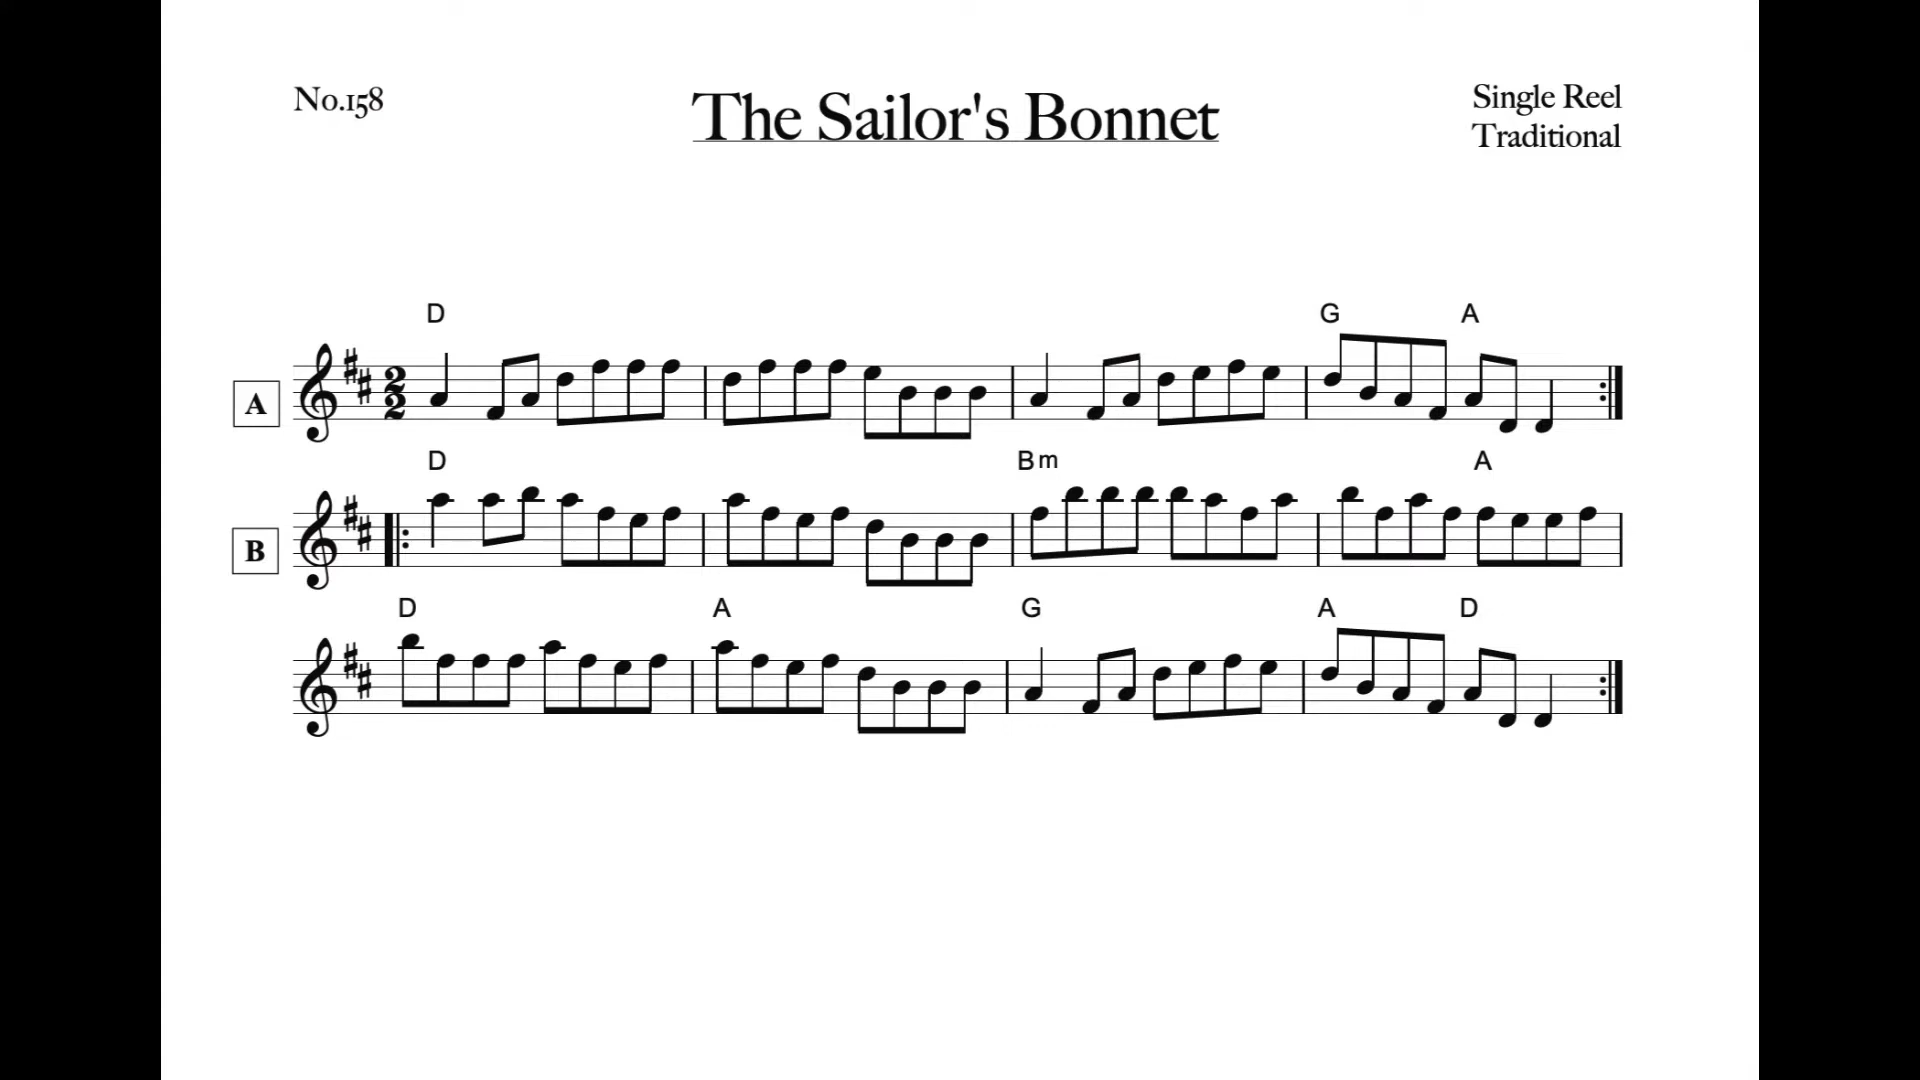 No.158
The Sailor's Bonnet
Single Reel
Traditional
D G A
A
D Bm A
B
D A G A D